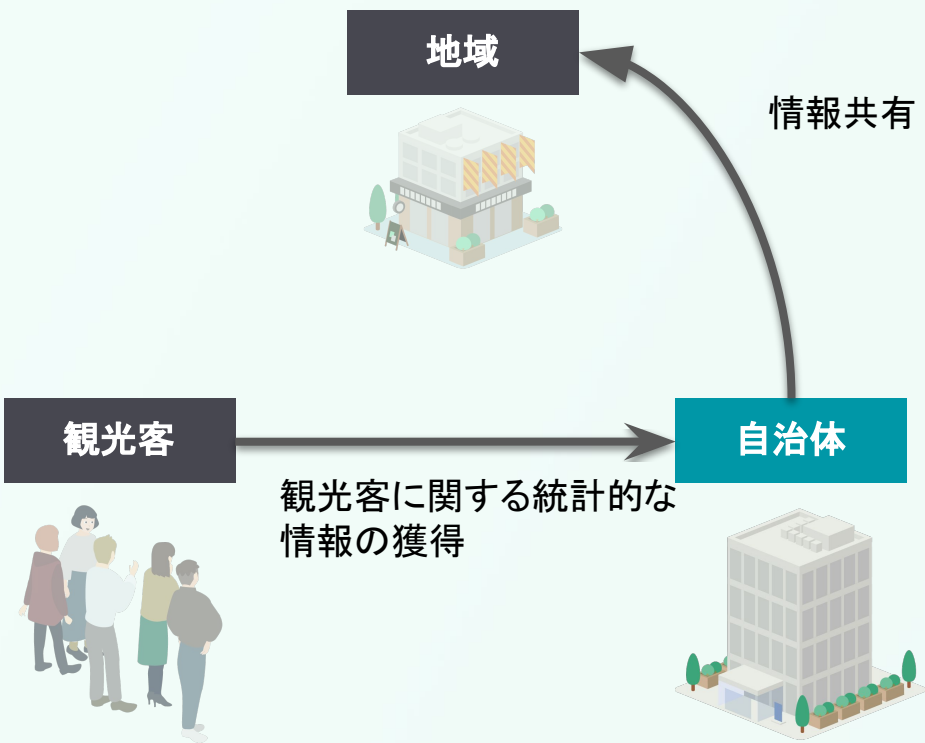 地域
情報共有
観光客
自治体
観光客に関する統計的な
情報の獲得